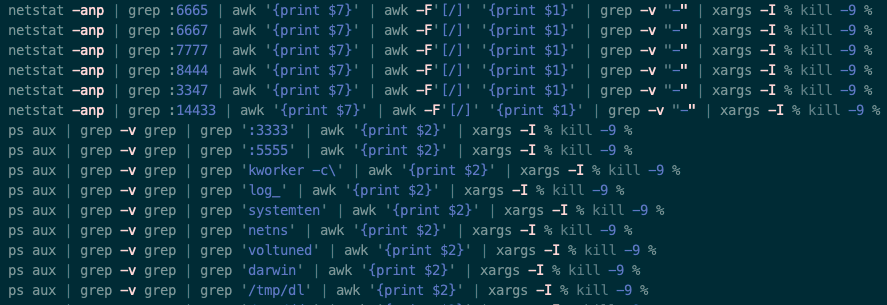 netstat -anp | grep :6665 | awk '{print $7}' | awk -F'[/]' '{print $1}' | grep -v "-" | xargs -I % kill -9 %
netstat -anp | grep :6667 | awk '{print $7}' | awk -F'[/]' '{print $1}' | grep -v "-" | xargs -I % kill -9 %
netstat -anp | grep :7777 | awk '{print $7}' | awk -F'[/]' '{print $1}' | grep -v "-" | xargs -I % kill -9 %
netstat -anp | grep :8444 | awk '{print $7}' | awk -F'[/]' '{print $1}' | grep -v "-" | xargs -I % kill -9 %
netstat -anp | grep :3347 | awk '{print $7}' | awk -F'[/]' '{print $1}' | grep -v "-" | xargs -I % kill -9 %
netstat -anp | grep :14433 | awk '{print $7}' | awk -F'[/]' '{print $1}' | grep -v "-" | xargs -I % kill -9 %
ps aux | grep -v grep | grep ':3333' | awk '{print $2}' | xargs -I % kill -9 %
ps aux | grep -v grep | grep ':5555' | awk '{print $2}' | xargs -I % kill -9 %
ps aux | grep -v grep | grep 'kworker -c\' | awk '{print $2}' | xargs -I % kill -9 %
ps aux | grep -v grep | grep 'log_' | awk '{print $2}' | xargs -I % kill -9 %
ps aux | grep -v grep | grep 'systemten' | awk '{print $2}' | xargs -I % kill -9 %
ps aux | grep -v grep | grep 'netns' | awk '{print $2}' | xargs -I % kill -9 %
ps aux | grep -v grep | grep 'voltuned' | awk '{print $2}' | xargs -I % kill -9 %
ps aux | grep -v grep | grep 'darwin' | awk '{print $2}' | xargs -I % kill -9 %
ps aux | grep -v grep | grep '/tmp/dl' | awk '{print $2}' | xargs -I % kill -9 %